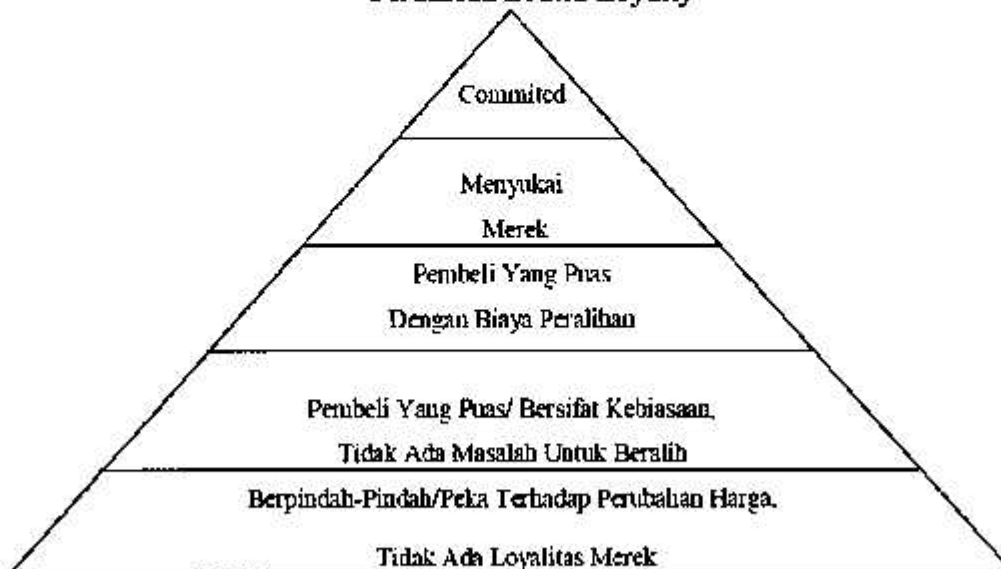 Loyalty
Commited
Menyukai
Merek
Pembeli Yang Puas
Dengan Biaya Peralihan
Pembeli Yang Puas/ Bersifat Kebiasaan,
Tidak Ada Masalah Untuk Beralih
Berpindah-Pindah/Peka Terhadap Perubahan Harga.
Tidak Ada Loyalitas Merek